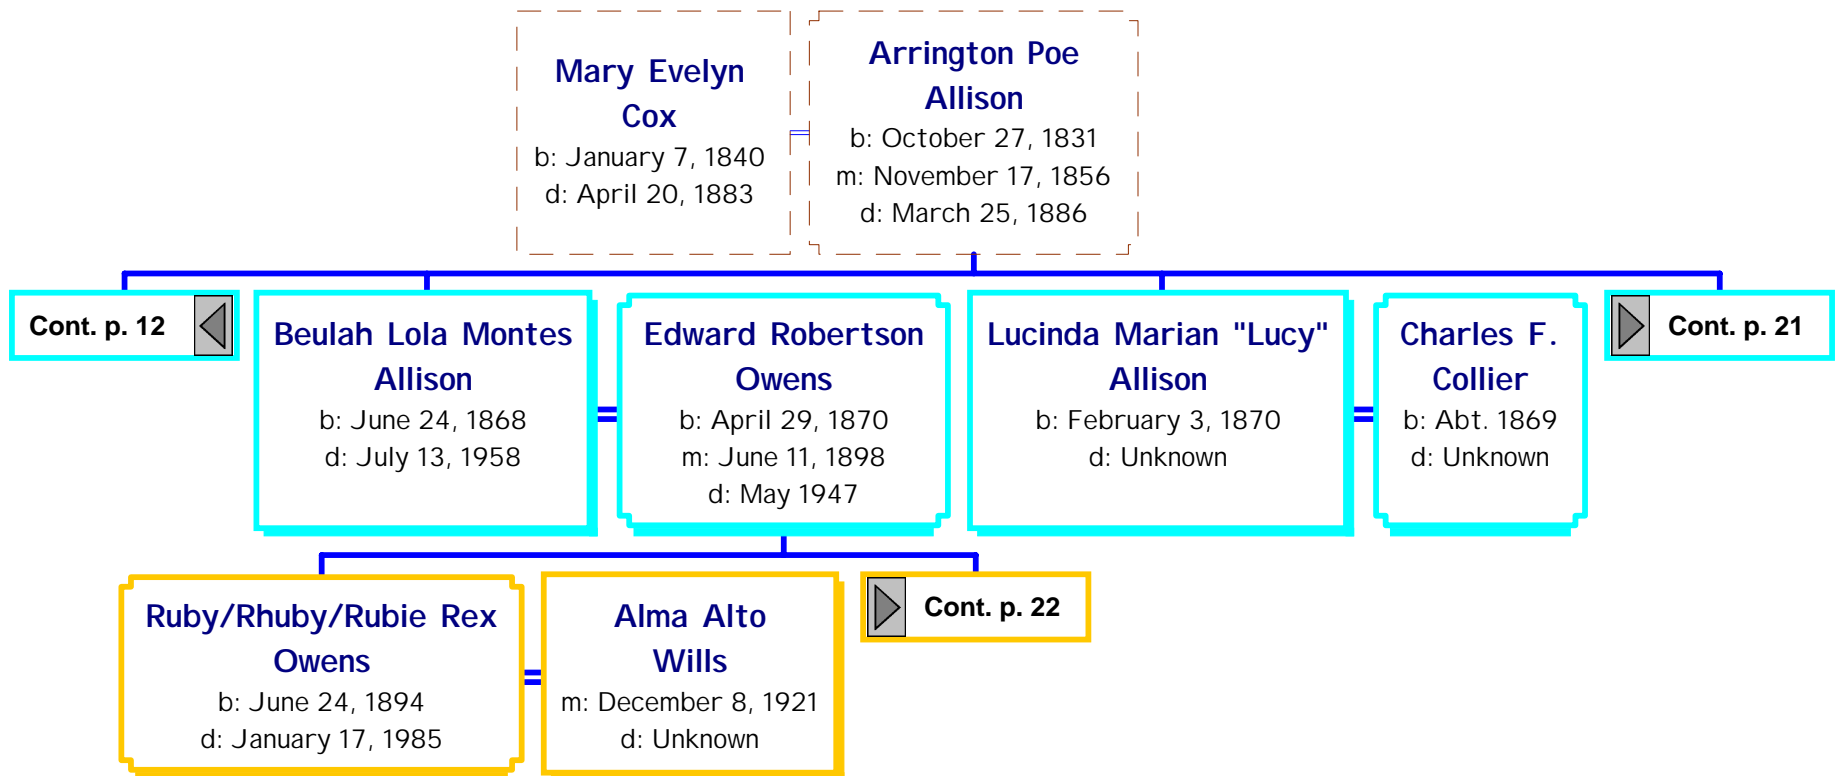 Mary Evelyn
Cox
b: January 7, 1840
d: April 20, 1883
Arrington Poe
Allison
b: October 27, 1831
m: November 17, 1856
d: March 25, 1886
Cont. p. 12
Beulah Lola Montes
Allison
b: June 24, 1868
d: July 13, 1958
Edward Robertson
Owens
b: April 29, 1870
m: June 11, 1898
d: May 1947
Lucinda Marian "Lucy"
Allison
b: February 3, 1870
d: Unknown
Charles F.
Collier
b: Abt. 1869
d: Unknown
Cont. p. 21
Ruby/Rhuby/Rubie Rex
Owens
b: June 24, 1894
d: January 17, 1985
Alma Alto
Wills
m: December 8, 1921
d: Unknown
Cont. p. 22